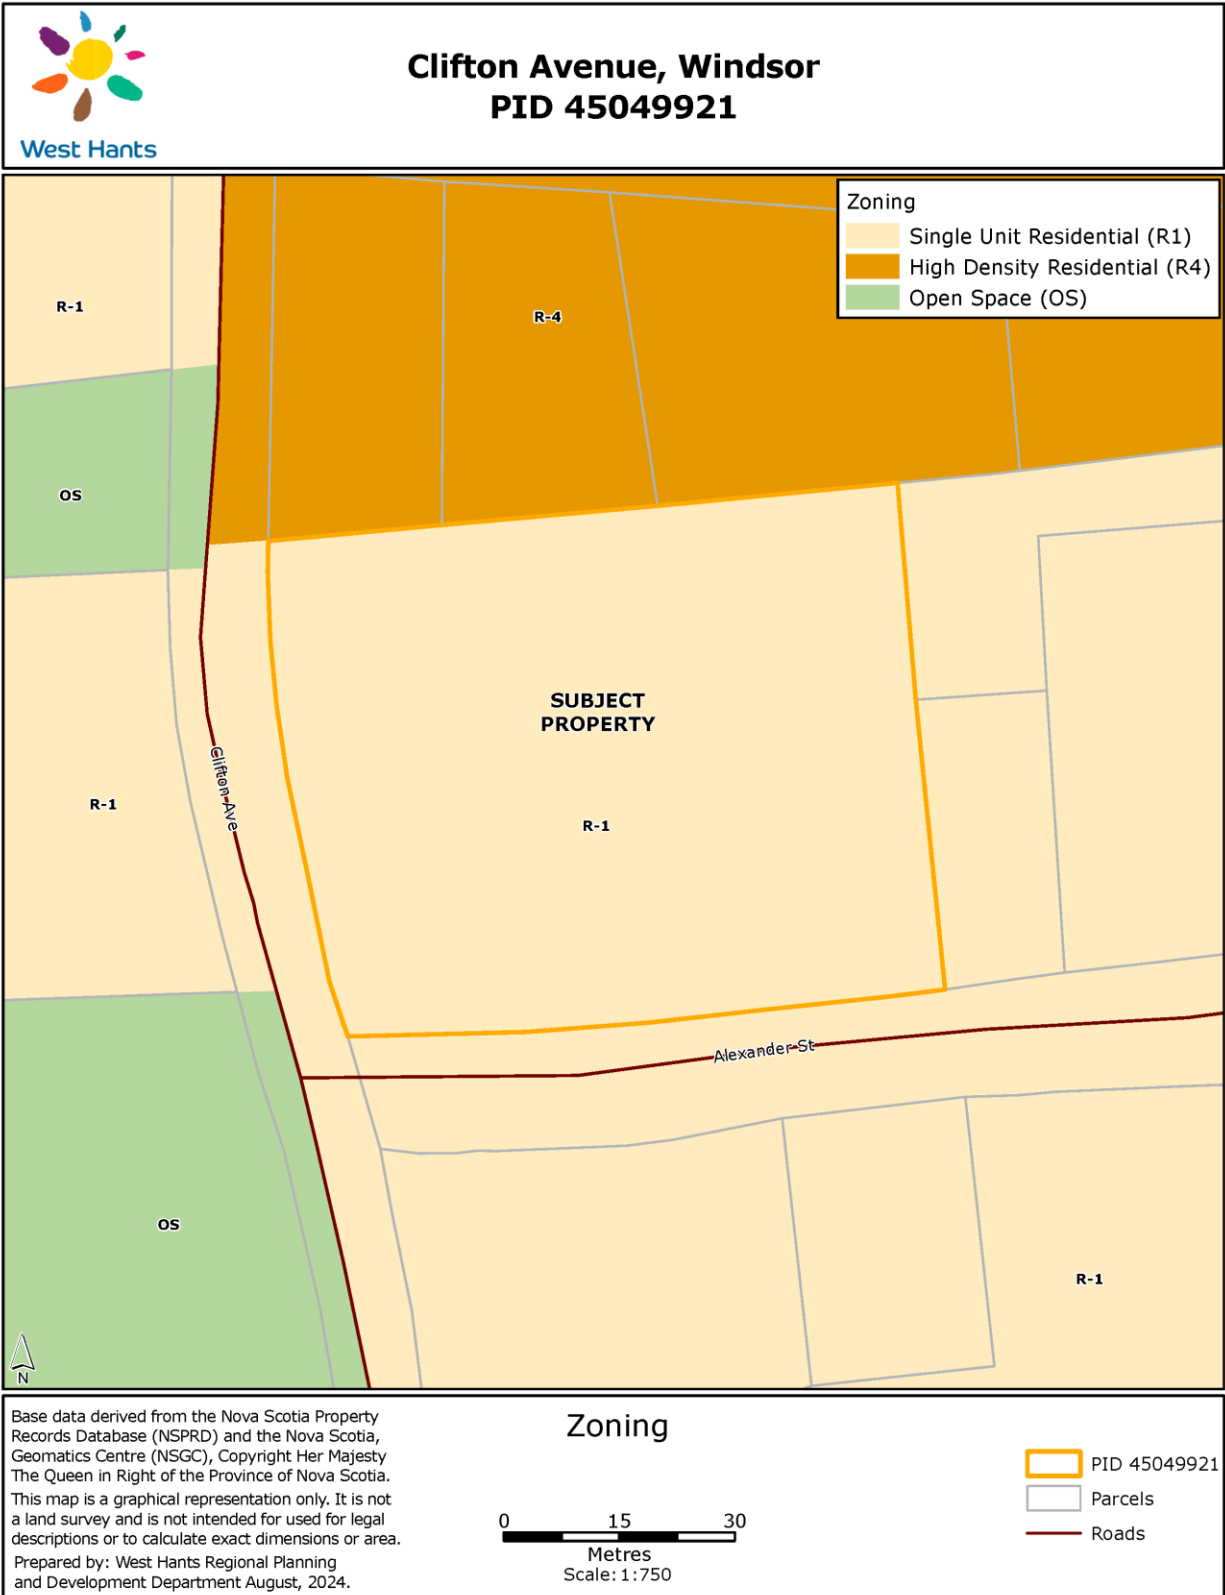 West Hants
Clifton Avenue, Windsor
PID 45049921
Zoning
Single Unit Residential (R1)
High Density Residential (R4)
Open Space (OS)
R-1
R-4
OS
SUBJECT
PROPERTY
Clifton Ave
R-1
R-1
Alexander St
OS
R-1
N
Base data derived from the Nova Scotia Property
Records Database (NSPRD) and the Nova Scotia,
Geomatics Centre (NSGC), Copyright Her Majesty
The Queen in Right of the Province of Nova Scotia.
This map is a graphical representation only. It is not
a land survey and is not intended for used for legal
descriptions or to calculate exact dimensions or area.
Prepared by: West Hants Regional Planning
and Development Department August, 2024.
Zoning
0 15 30
Metres
Scale: 1:750
PID 45049921
Parcels
Roads